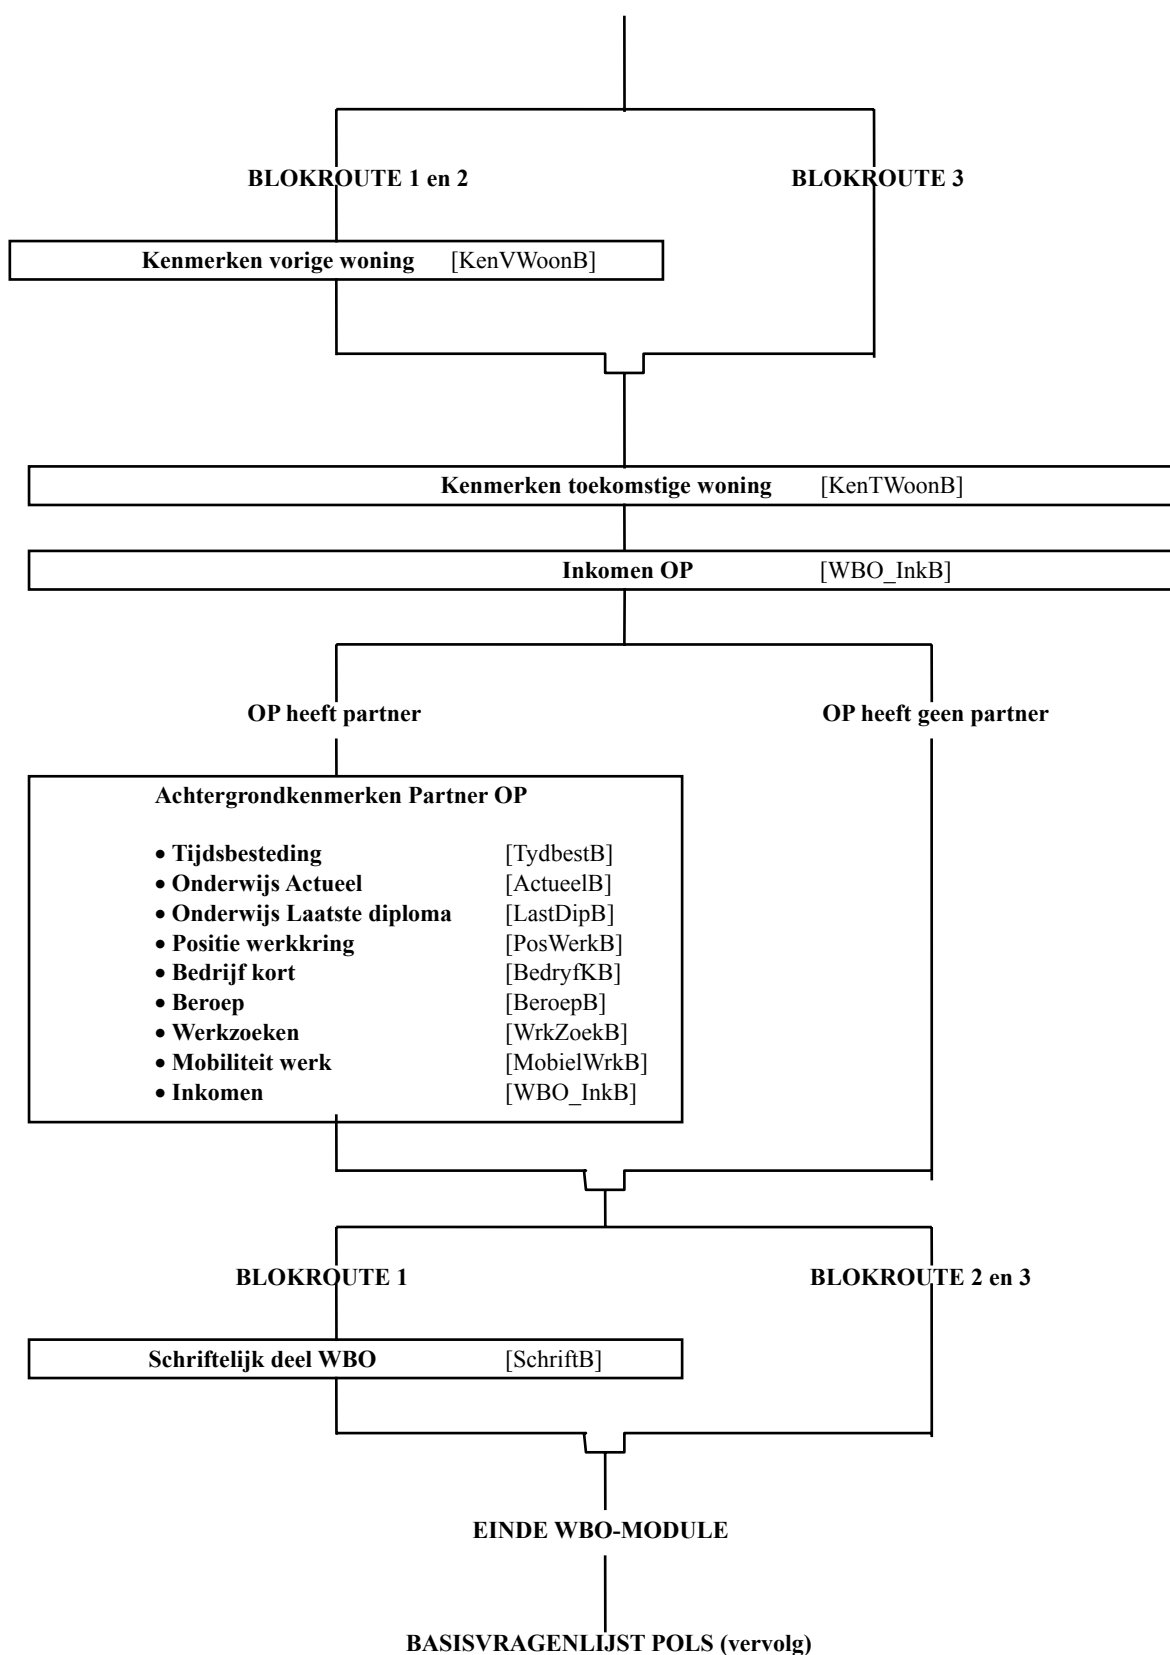 BLOKROUTE 1 en 2 BLOKROUTE 3
Kenmerken vorige woning [KenVWoonB]
Kenmerken toekomstige woning [KenTWoonB]
Inkomen OP [WBO_InkB]
OP heeft partner OP heeft geen partner
Achtergrondkenmerken Partner OP
• Tijdsbesteding [TydbestB]
• Onderwijs Actueel [ActueelB]
• Onderwijs Laatste diploma [LastDipB]
• Positie werkkring [PosWerkB]
• Bedrijf kort [BedryfKB]
• Beroep [BeroepB]
• Werkzoeken [WrkZoekB]
• Mobiliteit werk [MobielWrkB]
• Inkomen [WBO_InkB]
BLOKROUTE 1 BLOKROUTE 2 en 3
Schriftelijk deel WBO [SchriftB]
EINDE WBO-MODULE
BASISVRAGENLIJST POLS (vervolg)